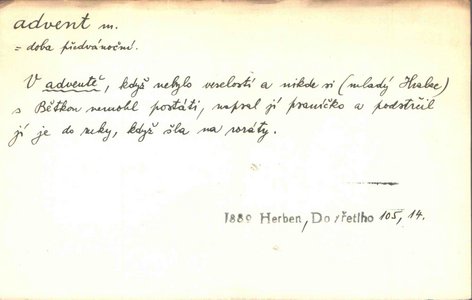 advent m.
= doba předvánoční.
V adventě, když nebylo veselostí a nikde si (mladý Hrabec)
s Bětkou nemohl postáti, napsal jí psaníčko a podstrčil
jí je do ruky, když šla na roráty.
1889 Herben, Do třetího 105, 14.